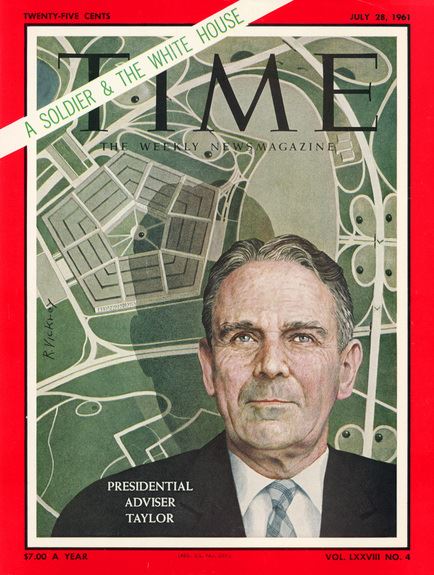 TWENTY-FIVE CENTS
JULY 28, 1961
A SOLDIER & THE WHITE HOUSE
TIME
THE WEEKLY NEWSMAGAZINE
R. Vickrey
PRESIDENTIAL
ADVISER
TAYLOR
$7.00 A YEAR
VOL. LXXVIII NO. 4